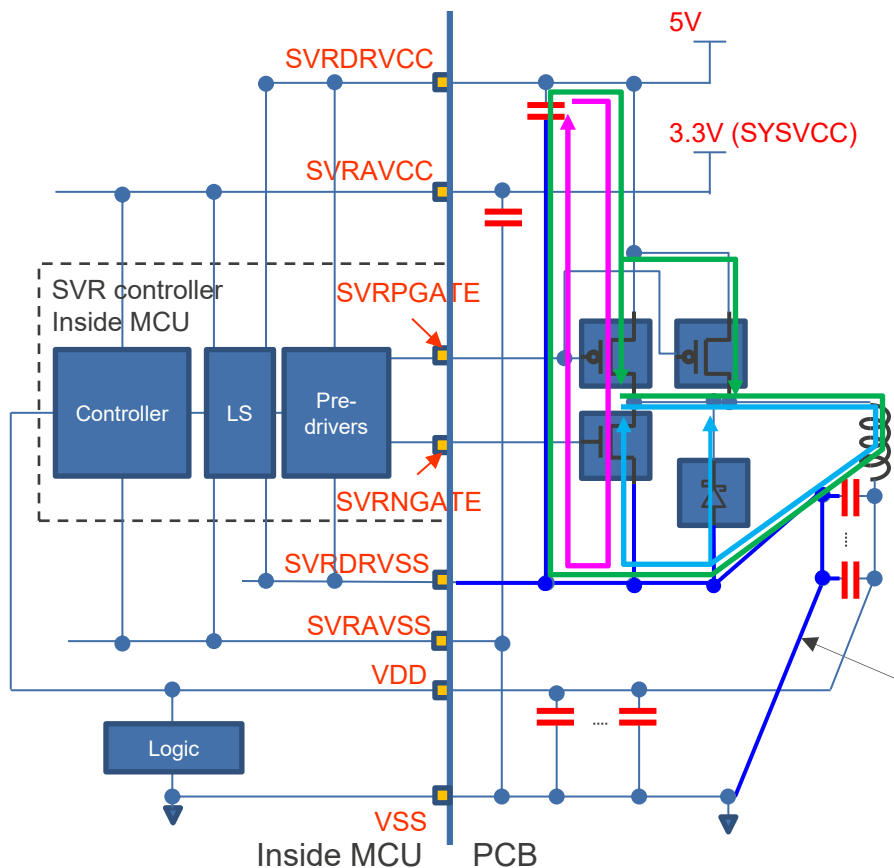 5V
SVRDRVCC
3.3V (SYSVCC)
SVRAVCC
SVR controller
Inside MCU
SVRPGATE
Controller
LS
Pre-
drivers
SVRNGATE
SVRDRVSS
SVRAVSS
VDD
Logic
VSS
Inside MCU
PCB